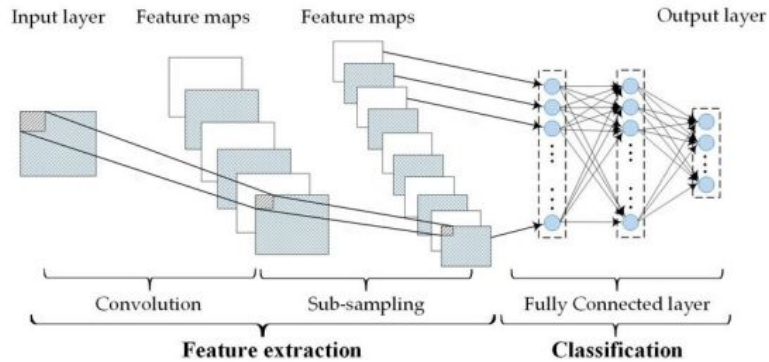 Input layer
Feature maps
Feature maps
Output layer
Convolution
Sub-sampling
Fully Connected layer
Feature extraction
Classification